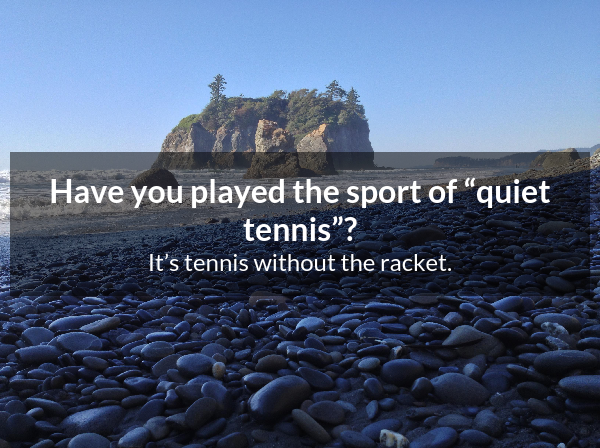 Have you played the sport of “quiet
tennis”?
It’s tennis without the racket.